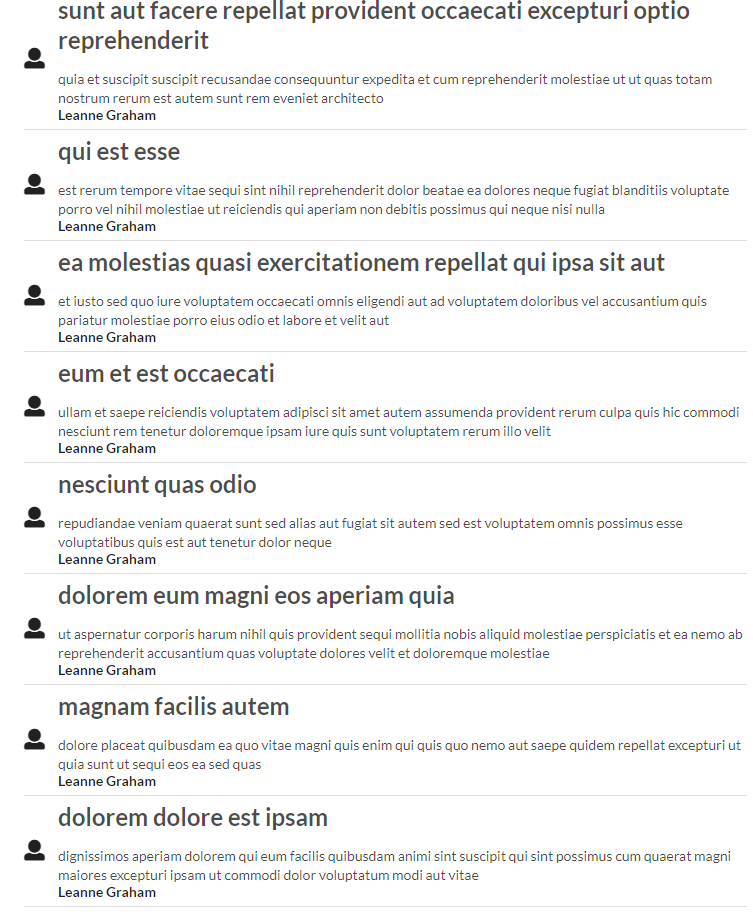 sunt aut facere repellat provident occaecati excepturi optio
reprehenderit
quia et suscipit suscipit recusandae consequuntur expedita et cum reprehenderit molestiae ut ut quas totam
nostrum rerum est autem sunt rem eveniet architecto
Leanne Graham
qui est esse
est rerum tempore vitae sequi sint nihil reprehenderit dolor beatae ea dolores neque fugiat blanditiis voluptate
porro vel nihil molestiae ut reiciendis qui aperiam non debitis possimus qui neque nisi nulla
Leanne Graham
ea molestias quasi exercitationem repellat qui ipsa sit aut
et iusto sed quo iure voluptatem occaecati omnis eligendi aut ad voluptatem doloribus vel accusantium quis
pariatur molestiae porro eius odio et labore et velit aut
Leanne Graham
eum et est occaecati
ullam et saepe reiciendis voluptatem adipisci sit amet autem assumenda provident rerum culpa quis hic commodi
nesciunt rem tenetur doloremque ipsam iure quis sunt voluptatem rerum illo velit
Leanne Graham
nesciunt quas odio
repudiandae veniam quaerat sunt sed alias aut fugiat sit autem sed est voluptatem omnis possimus esse
voluptatibus quis est aut tenetur dolor neque
Leanne Graham
dolorem eum magni eos aperiam quia
ut aspernatur corporis harum nihil quis provident sequi mollitia nobis aliquid molestiae perspiciatis et ea nemo ab
reprehenderit accusantium quas voluptate dolores velit et doloremque molestiae
Leanne Graham
magnam facilis autem
dolore placeat quibusdam ea quo vitae magni quis enim qui quis quo nemo aut saepe quidem repellat excepturi ut
quia sunt ut sequi eos ea sed quas
Leanne Graham
dolorem dolore est ipsam
dignissimos aperiam dolorem qui eum facilis quibusdam animi sint suscipit qui sint possimus cum quaerat magni
maiores excepturi ipsam ut commodi dolor voluptatum modi aut vitae
Leanne Graham